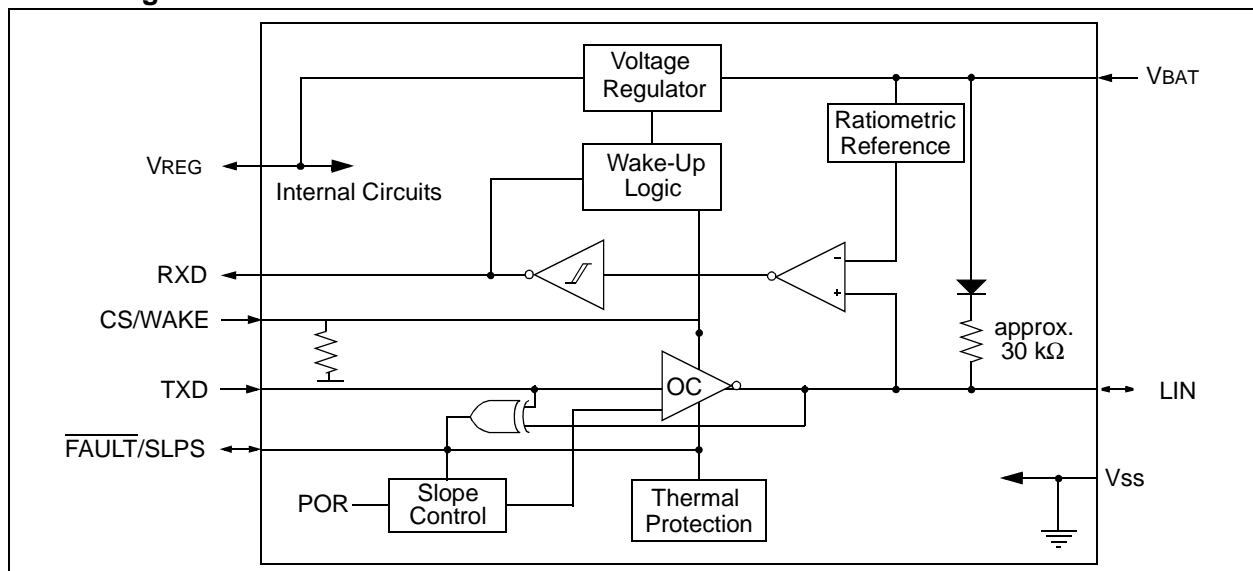 Voltage
Regulator
VBAT
Ratiometric
Reference
Wake-Up
Logic
VREG
Internal Circuits
RXD
-
+
CS/WAKE
approx.
30 kΩ
TXD
OC
LIN
FAULT/SLPS
POR
Slope
Control
Thermal
Protection
Vss